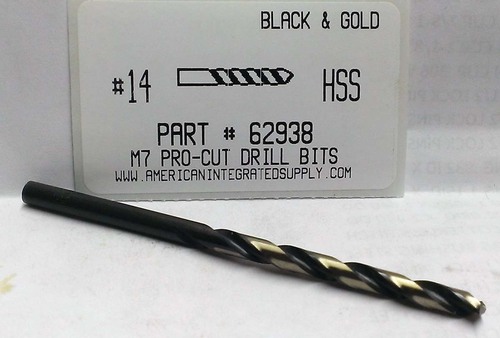 BLACK & GOLD
#14 HSS
PART # 62938
M7 PRO-CUT DRILL BITS
WWW.AMERICANINTEGRATEDSUPPLY.COM